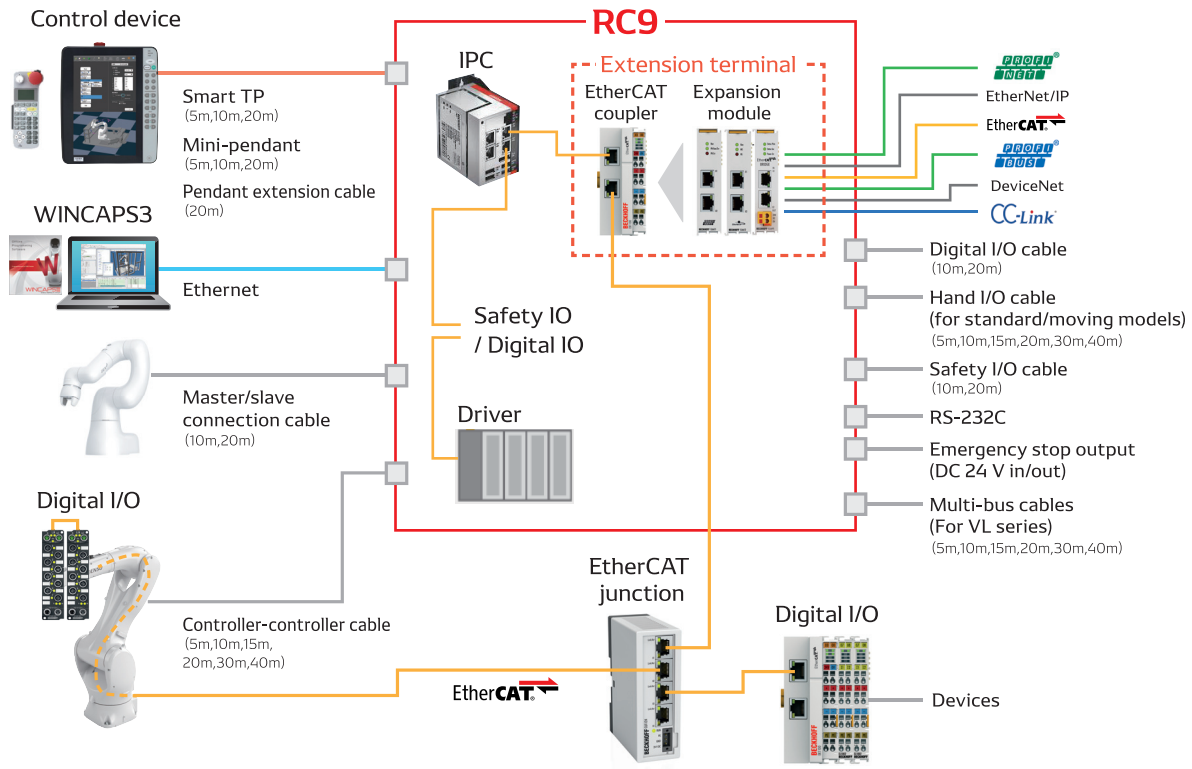 Control device
RC9
IPC
Extension terminal
EtherCAT
coupler
Expansion
module
PROFI
NET®
EtherNet/IP
EtherCAT®
PROFI
BUS®
DeviceNet
CC-Link
Smart TP
(5m,10m,20m)
Mini-pendant
(5m,10m,20m)
Pendant extension cable
(20m)
BECKHOFF
WINCAPS3
WINCAPS3
Ethernet
Digital I/O cable
(10m,20m)
Hand I/O cable
(for standard/moving models)
(5m,10m,15m,20m,30m,40m)
Safety I/O cable
(10m,20m)
RS-232C
Emergency stop output
(DC 24 V in/out)
Multi-bus cables
(For VL series)
(5m,10m,15m,20m,30m,40m)
Safety IO
/ Digital IO
Master/slave
connection cable
(10m,20m)
Driver
Digital I/O
Controller-controller cable
(5m,10m,15m,
20m,30m,40m)
EtherCAT®
EtherCAT
junction
BECKHOFF
Digital I/O
BECKHOFF
Devices